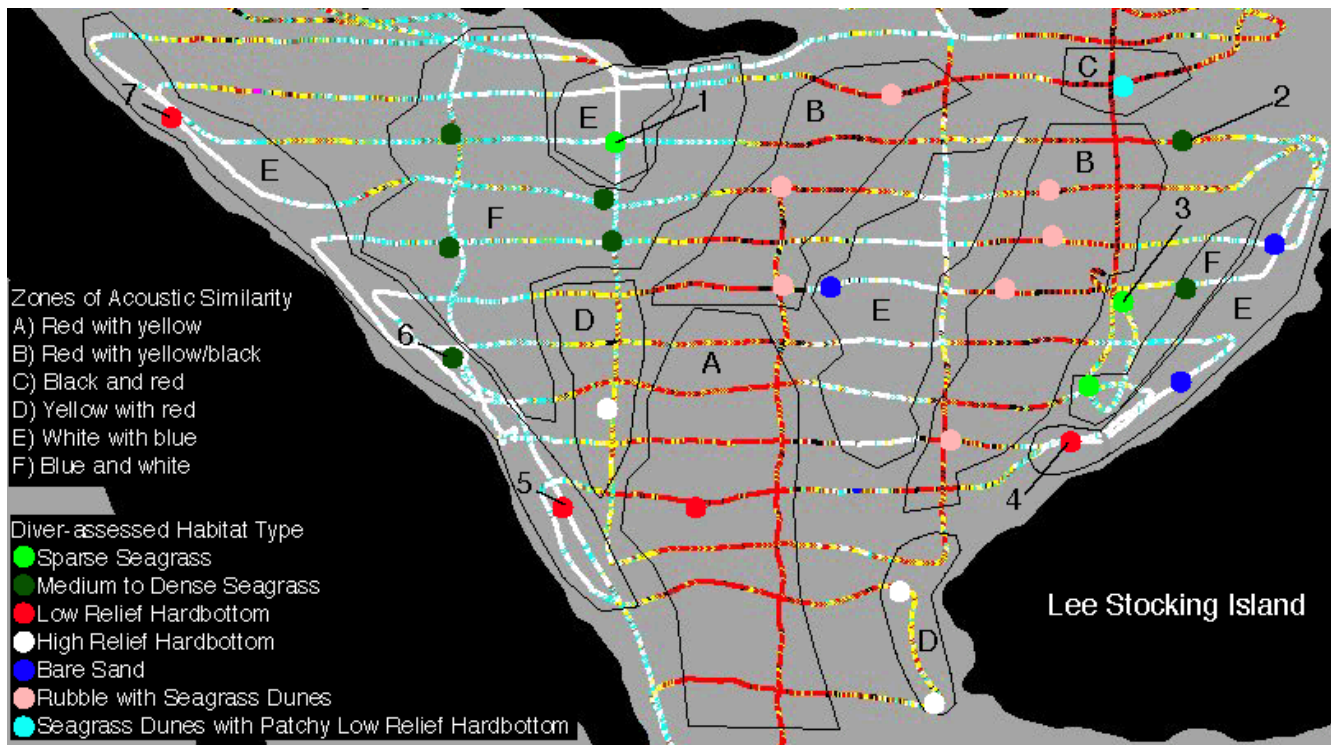 C
1
B
2
7
E
B
E
3
F
F
Zones of Acoustic Similarity
D
E
E
A) Red with yellow
6
B) Red with yellow/black
A
C) Black and red
D) Yellow with red
E) White with blue
F) Blue and white
5
4
Diver-assessed Habitat Type
Sparse Seagrass
Medium to Dense Seagrass
Low Relief Hardbottom
Lee Stocking Island
High Relief Hardbottom
D
Bare Sand
Rubble with Seagrass Dunes
Seagrass Dunes with Patchy Low Relief Hardbottom